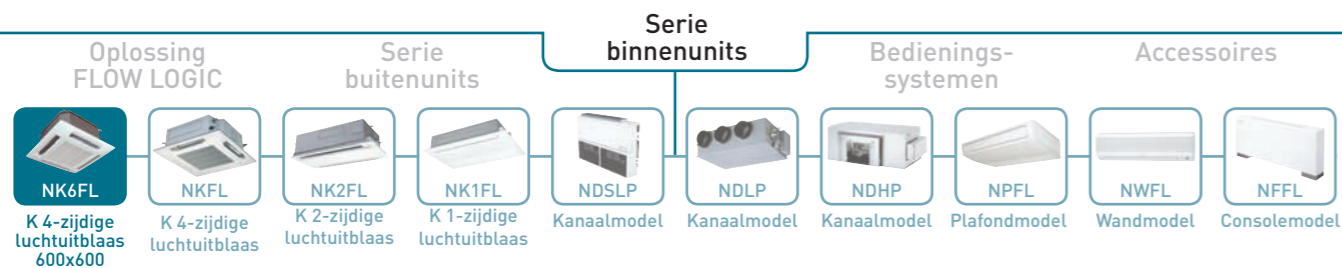 Oplossing
FLOW LOGIC
Serie
buitenunits
Serie
binnenunits
Bedienings-
systemen
Accessoires
NK6FL
K 4-zijdige
luchtuitblaas
600x600
NKFL
K 4-zijdige
luchtuitblaas
NK2FL
K 2-zijdige
luchtuitblaas
NK1FL
K 1-zijdige
luchtuitblaas
NDSLP
Kanaalmodel
NDLP
Kanaalmodel
NDHP
Kanaalmodel
NPFL
Plafondmodel
NWFL
Wandmodel
NFFL
Consolemodel